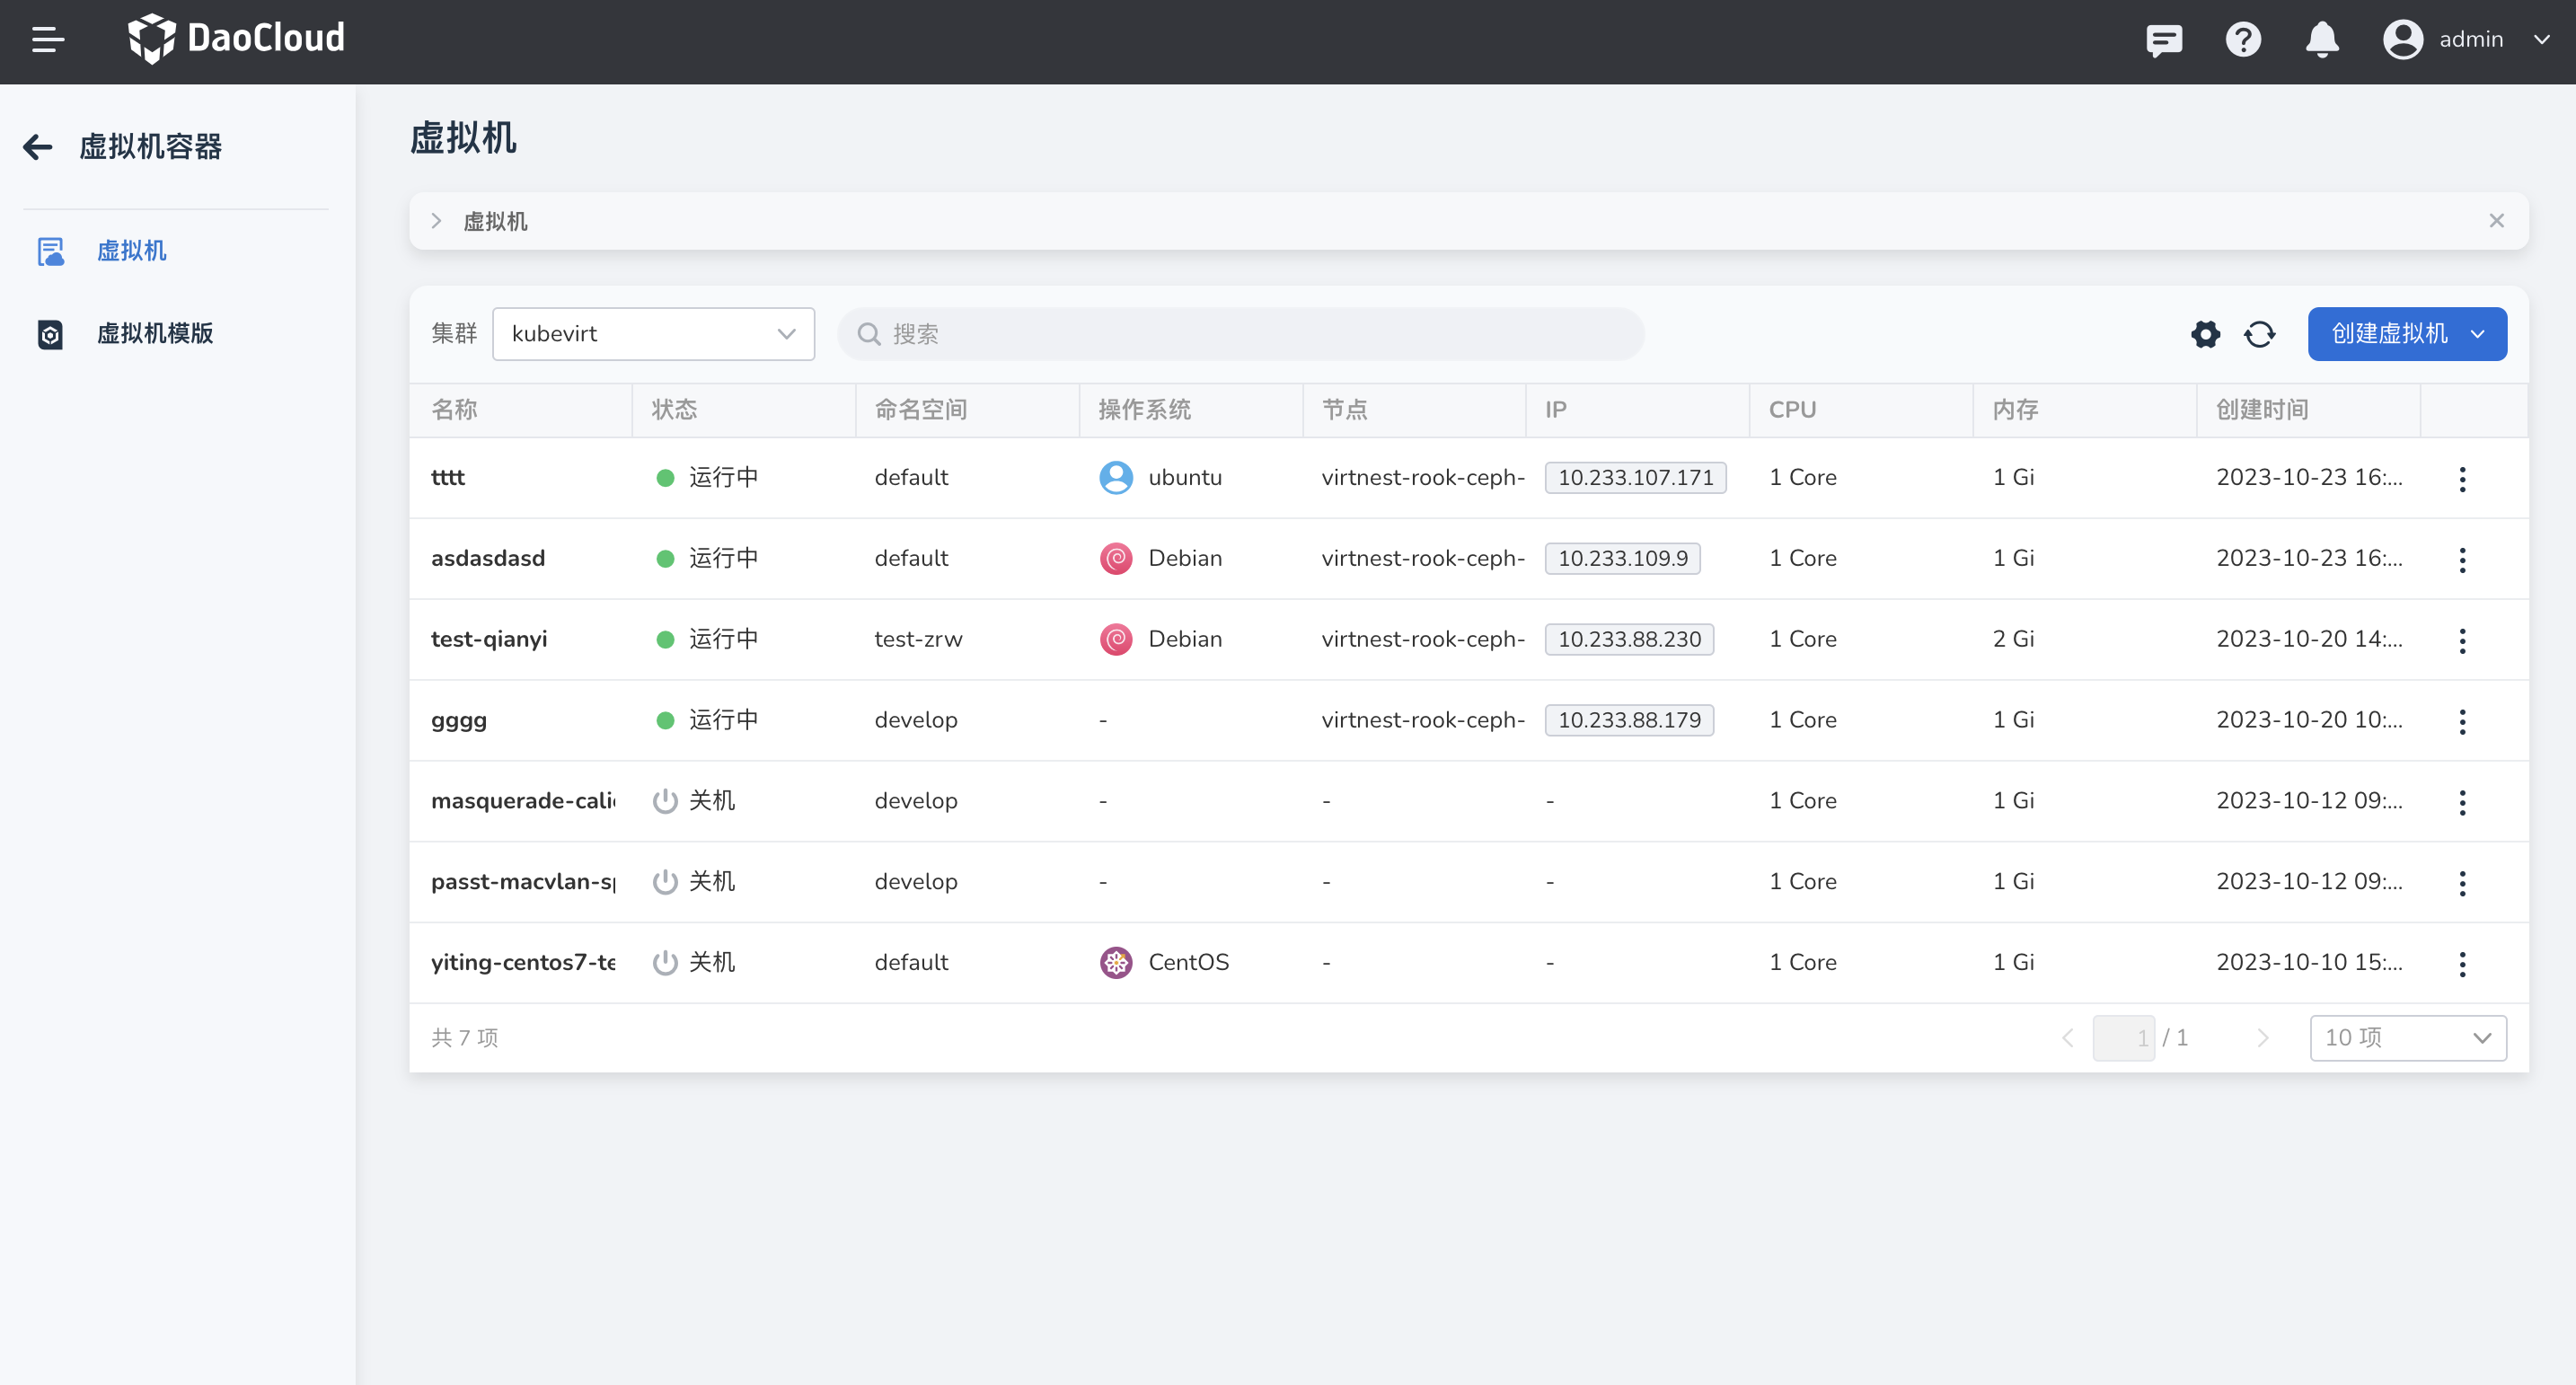 DaoCloud
admin
虚拟机容器
虚拟机
虚拟机模版
虚拟机
虚拟机
集群 kubevirt 搜索 创建虚拟机
名称 状态 命名空间 操作系统 节点 IP CPU 内存 创建时间
tttt 运行中 default ubuntu virtnest-rook-ceph- 10.233.107.171 1 Core 1 Gi 2023-10-23 16:...
asdasdasd 运行中 default Debian virtnest-rook-ceph- 10.233.109.9 1 Core 1 Gi 2023-10-23 16:...
test-qianyi 运行中 test-zrw Debian virtnest-rook-ceph- 10.233.88.230 1 Core 2 Gi 2023-10-20 14:...
gggg 运行中 develop - virtnest-rook-ceph- 10.233.88.179 1 Core 1 Gi 2023-10-20 10:...
masquerade-cali 关机 develop - - - 1 Core 1 Gi 2023-10-12 09:...
passt-macvlan-s 关机 develop - - - 1 Core 1 Gi 2023-10-12 09:...
yiting-centos7-te 关机 default CentOS - - 1 Core 1 Gi 2023-10-10 15:...
共 7 项 1 / 1 10 项